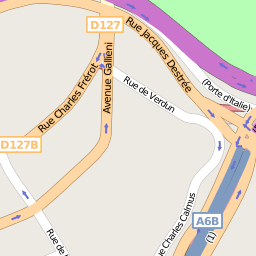 D127
Rue Jacques Destrée
Avenue Gallieni
Rue Charles Frérot
Rue de Verdun
(Porte d'Italie)
D127B
A6B
(1)
Rue Charles Calmus
Rue de